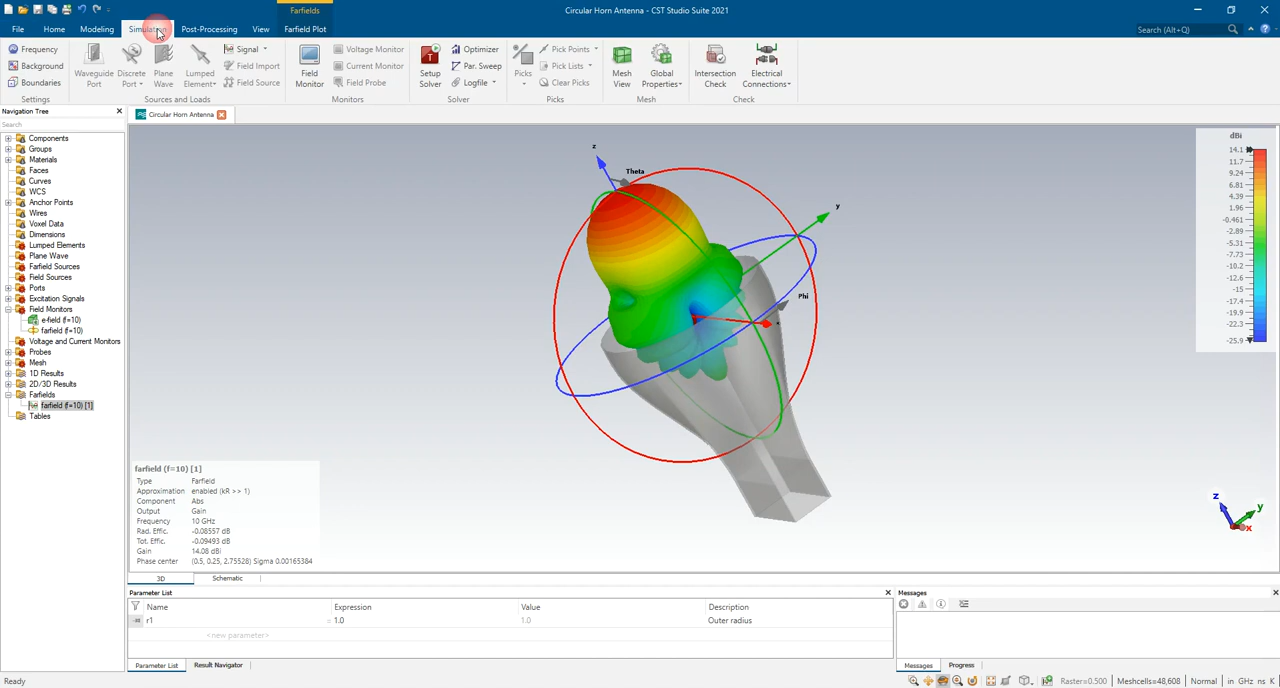 Farfields
Circular Horn Antenna - CST Studio Suite 2021
File Home Modeling Simulation Post-Processing View Farfield Plot
Search (Alt+Q)
Frequency
Background
Boundaries
Settings
Waveguide Port
Discrete Port
Plane Wave
Lumped Element
Signal
Field Import
Field Source
Sources and Loads
Field Monitor
Voltage Monitor
Current Monitor
Field Probe
Monitors
Setup Solver
Optimizer
Par. Sweep
Logfile
Solver
Picks
Pick Points
Pick Lists
Clear Picks
Picks
Mesh View
Global Properties
Mesh
Intersection Check
Electrical Connections
Check
Navigation Tree
Search
Circular Horn Antenna
Components
Groups
Materials
Faces
Curves
WCS
Anchor Points
Wires
Voxel Data
Dimensions
Lumped Elements
Plane Wave
Farfield Sources
Field Sources
Ports
Excitation Signals
Field Monitors
e-field (f=10)
farfield (f=10)
Voltage and Current Monitors
Probes
Mesh
1D Results
2D/3D Results
Farfields
farfield (f=10) [1]
Tables
z
Theta
y
Phi
x
dBi
14.1
11.7
9.24
6.81
4.39
1.96
-0.461
-2.89
-5.31
-7.73
-10.2
-12.6
-15
-17.4
-19.9
-22.3
-25.9
farfield (f=10) [1]
Type Farfield
Approximation enabled (kR >> 1)
Component Abs
Output Gain
Frequency 10 GHz
Rad. Effic. -0.08557 dB
Tot. Effic. -0.09493 dB
Gain 14.08 dBi
Phase center (0.5, 0.25, 2.75528) Sigma 0.00165384
z
y
x
3D Schematic
Parameter List
Name Expression Value Description
r1 = 1.0 1.0 Outer radius
<new parameter>
Parameter List Result Navigator
Messages
Messages Progress
Ready
Raster=0.500 Meshcells=48,608 Normal in GHz ns K